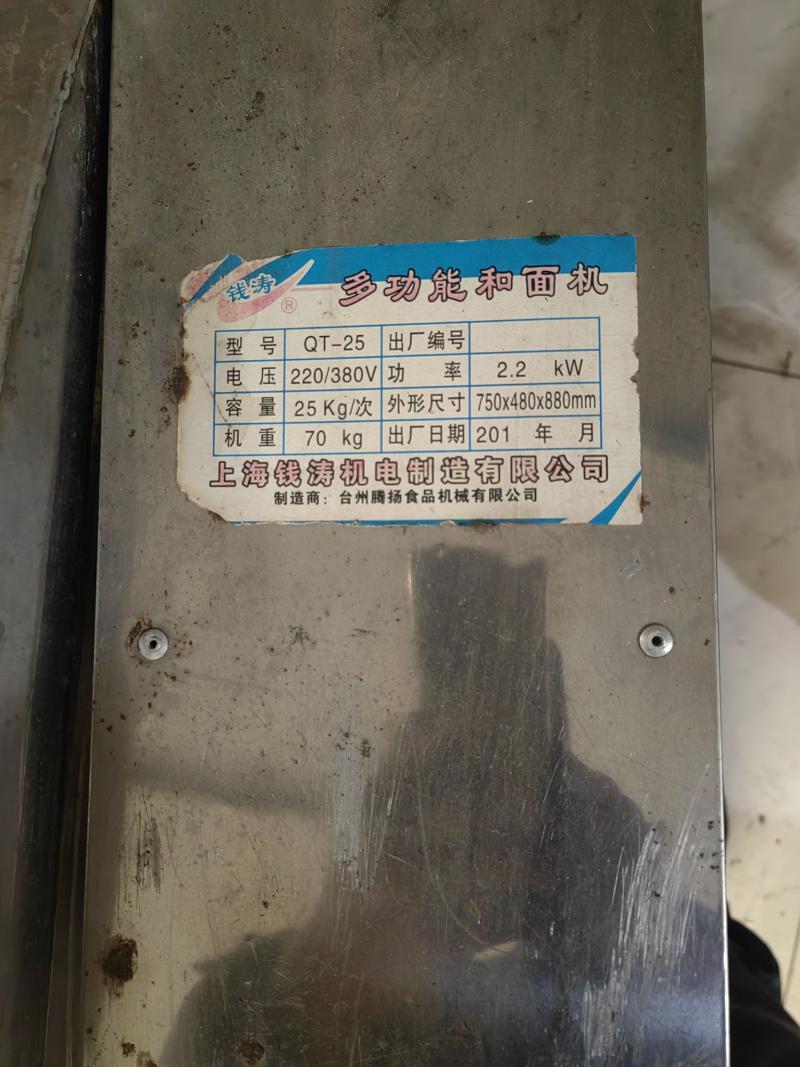 钱涛®
多功能和面机
型号 QT-25 出厂编号
电压 220/380V 功率 2.2 kW
容量 25 Kg/次 外形尺寸 750x480x880mm
机重 70 kg 出厂日期 201 年 月
上海钱涛机电制造有限公司
制造商：台州腾扬食品机械有限公司